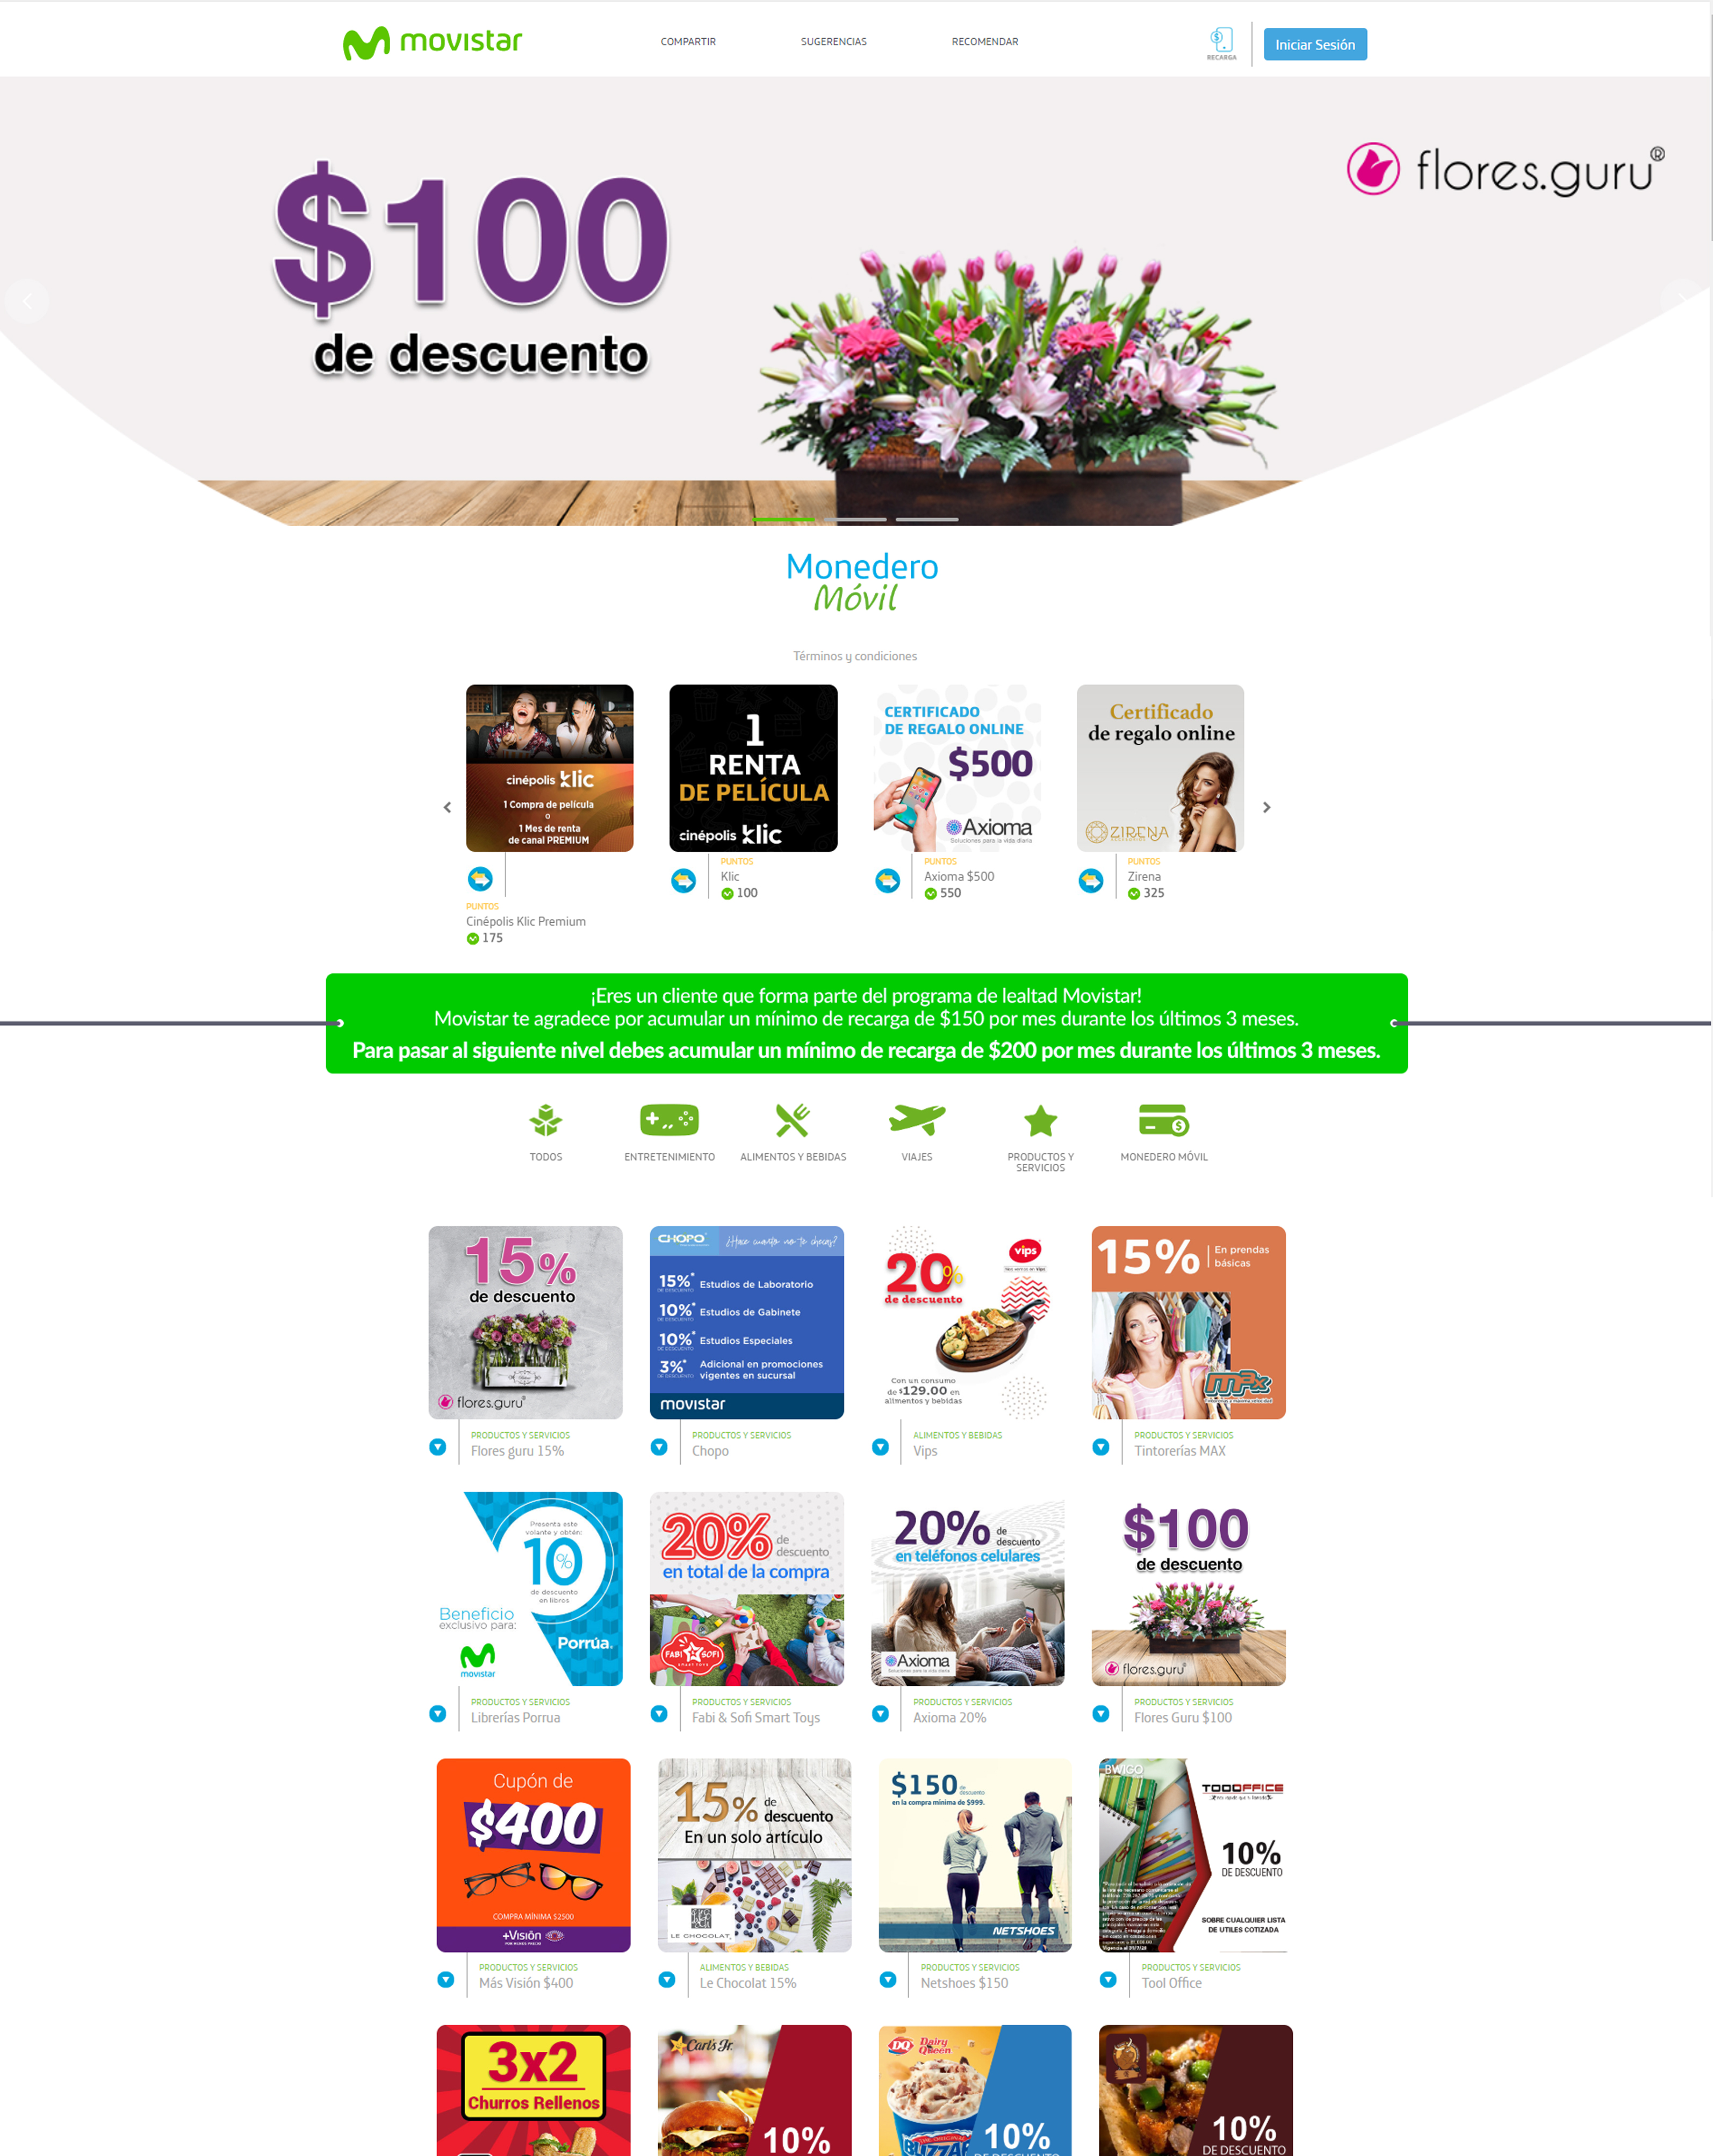 movistar
COMPARTIR
SUGERENCIAS
RECOMENDAR
RECARGA
Iniciar Sesión
$100
de descuento
flores.guru®
Monedero
Móvil
Términos y condiciones
cinépolis klic
1 Compra de película
o
1 Mes de renta
de canal PREMIUM
1
RENTA
DE PELÍCULA
cinépolis klic
CERTIFICADO
DE REGALO ONLINE
$500
Axioma
Soluciones para la vida diaria
Certificado
de regalo online
ZIRENA
PUNTOS
Cinépolis Klic Premium
175
PUNTOS
Klic
100
PUNTOS
Axioma $500
550
PUNTOS
Zirena
325
¡Eres un cliente que forma parte del programa de lealtad Movistar!
Movistar te agradece por acumular un mínimo de recarga de $150 por mes durante los últimos 3 meses.
Para pasar al siguiente nivel debes acumular un mínimo de recarga de $200 por mes durante los últimos 3 meses.
TODOS
ENTRETENIMIENTO
ALIMENTOS Y BEBIDAS
VIAJES
PRODUCTOS Y
SERVICIOS
MONEDERO MÓVIL
15%
de descuento
flores.guru®
CHOPO®
¿Hace cuánto no te checas?
15%* Estudios de Laboratorio
10%* Estudios de Gabinete
10%* Estudios Especiales
3%* Adicional en promociones
vigentes en sucursal
movistar
20%
de descuento
vips
Con un consumo
de $129.00 en
alimentos y bebidas
15%
En prendas
básicas
max
PRODUCTOS Y SERVICIOS
Flores guru 15%
PRODUCTOS Y SERVICIOS
Chopo
ALIMENTOS Y BEBIDAS
Vips
PRODUCTOS Y SERVICIOS
Tintorerías MAX
Presenta este
volante y obtén:
10%
de descuento
en libros
Beneficio
exclusivo para:
movistar
Porrúa.
20% de
descuento
en total de la compra
FABI SOFI
SMART TOYS
20% de
descuento
en teléfonos celulares
Axioma
Soluciones para la vida diaria
$100
de descuento
flores.guru®
PRODUCTOS Y SERVICIOS
Librerías Porrua
PRODUCTOS Y SERVICIOS
Fabi & Sofi Smart Toys
PRODUCTOS Y SERVICIOS
Axioma 20%
PRODUCTOS Y SERVICIOS
Flores Guru $100
Cupón de
$400
COMPRA MÍNIMA $2500
+Visión
15% de
descuento
En un solo artículo
LE CHOCOLAT
$150 de
descuento
en la compra mínima de $999.
NETSHOES
BWIGO
TODOOFFICE
10%
DE DESCUENTO
SOBRE CUALQUIER LISTA
DE UTILES COTIZADA
PRODUCTOS Y SERVICIOS
Más Visión $400
ALIMENTOS Y BEBIDAS
Le Chocolat 15%
PRODUCTOS Y SERVICIOS
Netshoes $150
PRODUCTOS Y SERVICIOS
Tool Office
3x2
Churros Rellenos
Carl's Jr.
10%
DQ Dairy
Queen
10%
10%
DE DESCUENTO